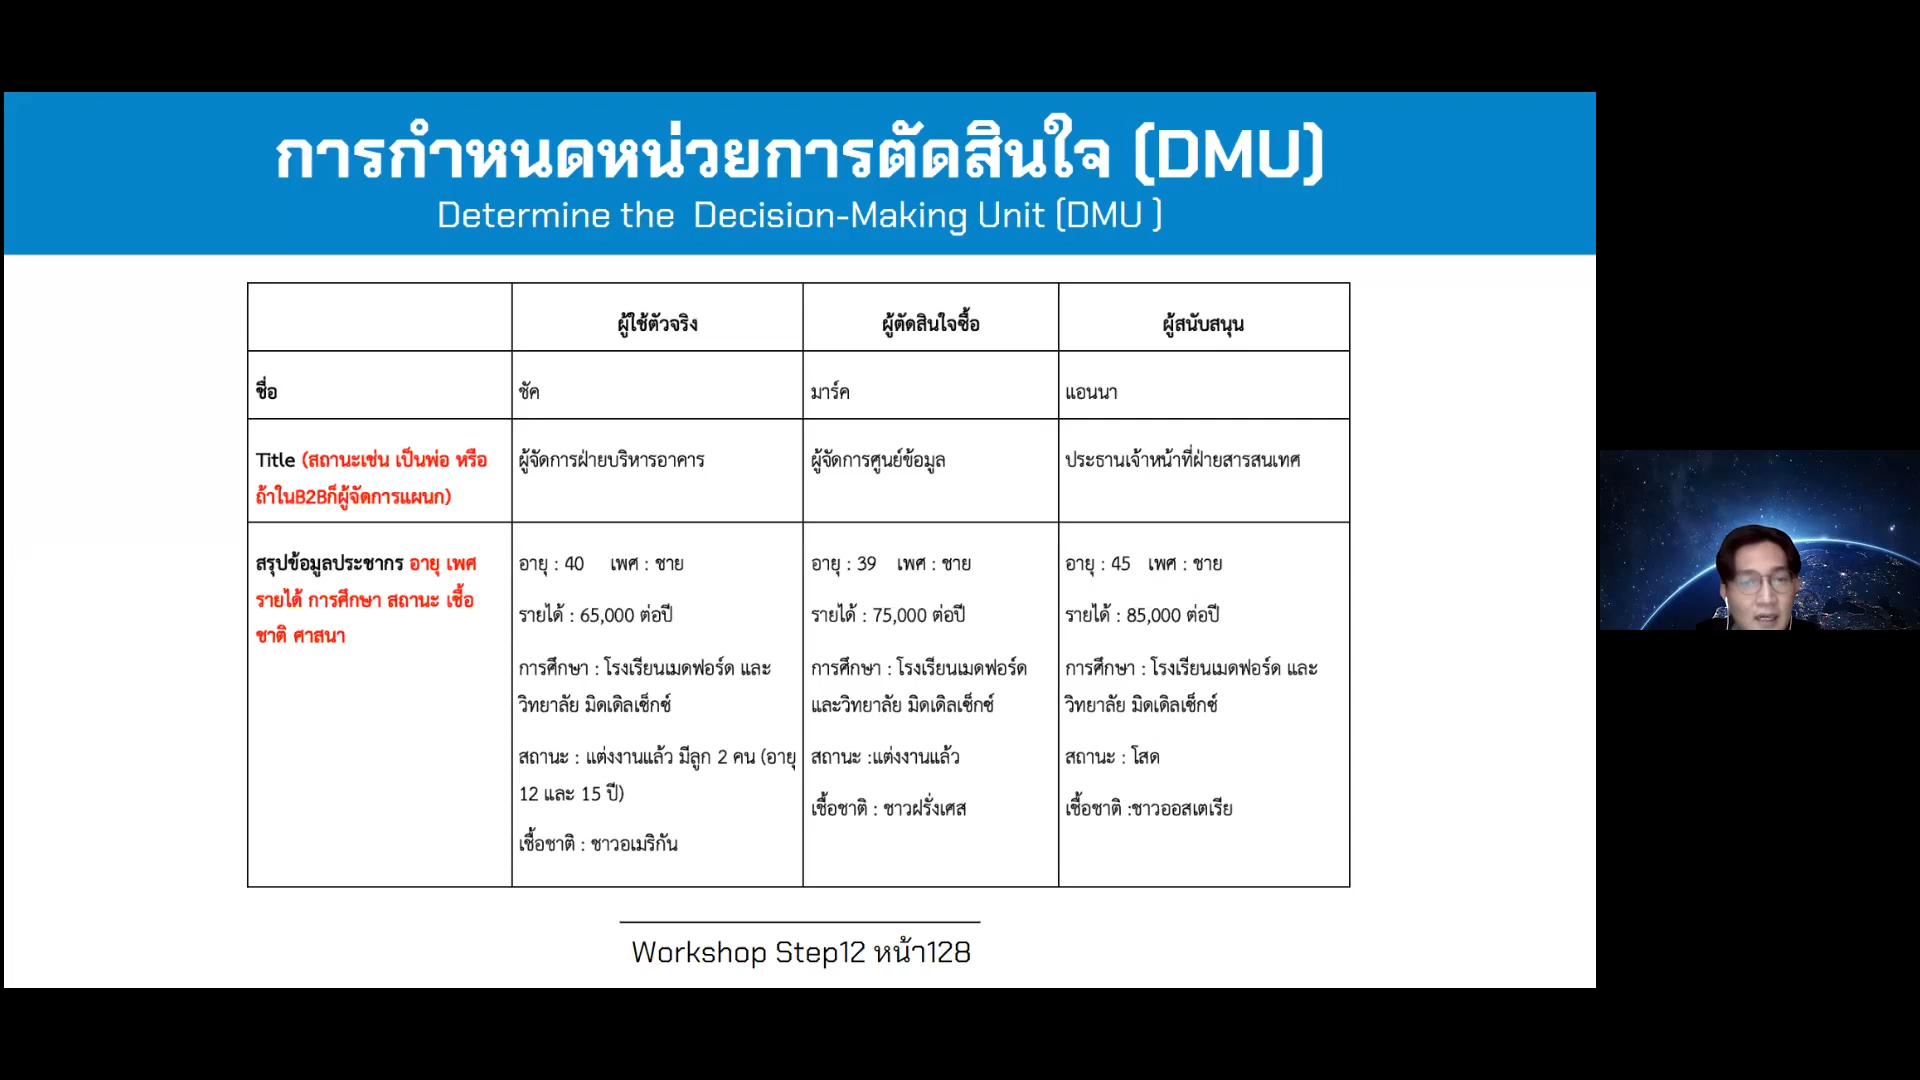 การกำหนดหน่วยการตัดสินใจ (DMU)
Determine the Decision-Making Unit (DMU )
ผู้ใช้ตัวจริง
ผู้ตัดสินใจซื้อ
ผู้สนับสนุน
ชื่อ
ชัค
มาร์ค
แอนนา
Title (สถานะเช่น เป็นพ่อ หรือ
ถ้าในB2Bก็ผู้จัดการแผนก)
ผู้จัดการฝ่ายบริหารอาคาร
ผู้จัดการศูนย์ข้อมูล
ประธานเจ้าหน้าที่ฝ่ายสารสนเทศ
สรุปข้อมูลประชากร อายุ เพศ
รายได้ การศึกษา สถานะ เชื้อ
ชาติ ศาสนา
อายุ : 40 เพศ : ชาย
รายได้ : 65,000 ต่อปี
การศึกษา : โรงเรียนเมดฟอร์ด และ
วิทยาลัย มิดเดิลเซ็กซ์
สถานะ : แต่งงานแล้ว มีลูก 2 คน (อายุ
12 และ 15 ปี)
เชื้อชาติ : ชาวอเมริกัน
อายุ : 39 เพศ : ชาย
รายได้ : 75,000 ต่อปี
การศึกษา : โรงเรียนเมดฟอร์ด
และวิทยาลัย มิดเดิลเซ็กซ์
สถานะ :แต่งงานแล้ว
เชื้อชาติ : ชาวฝรั่งเศส
อายุ : 45 เพศ : ชาย
รายได้ : 85,000 ต่อปี
การศึกษา : โรงเรียนเมดฟอร์ด และ
วิทยาลัย มิดเดิลเซ็กซ์
สถานะ : โสด
เชื้อชาติ :ชาวออสเตเรีย
Workshop Step12 หน้า128